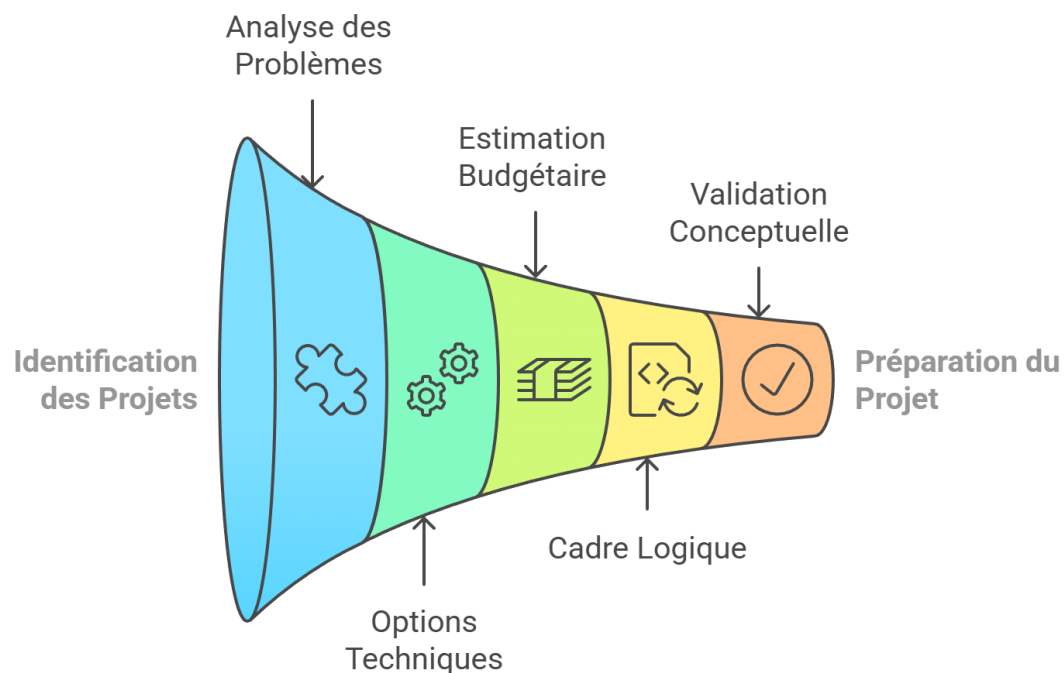 Analyse des
Problèmes
Estimation
Budgétaire
Validation
Conceptuelle
Identification
des Projets
Préparation du
Projet
Cadre Logique
Options
Techniques